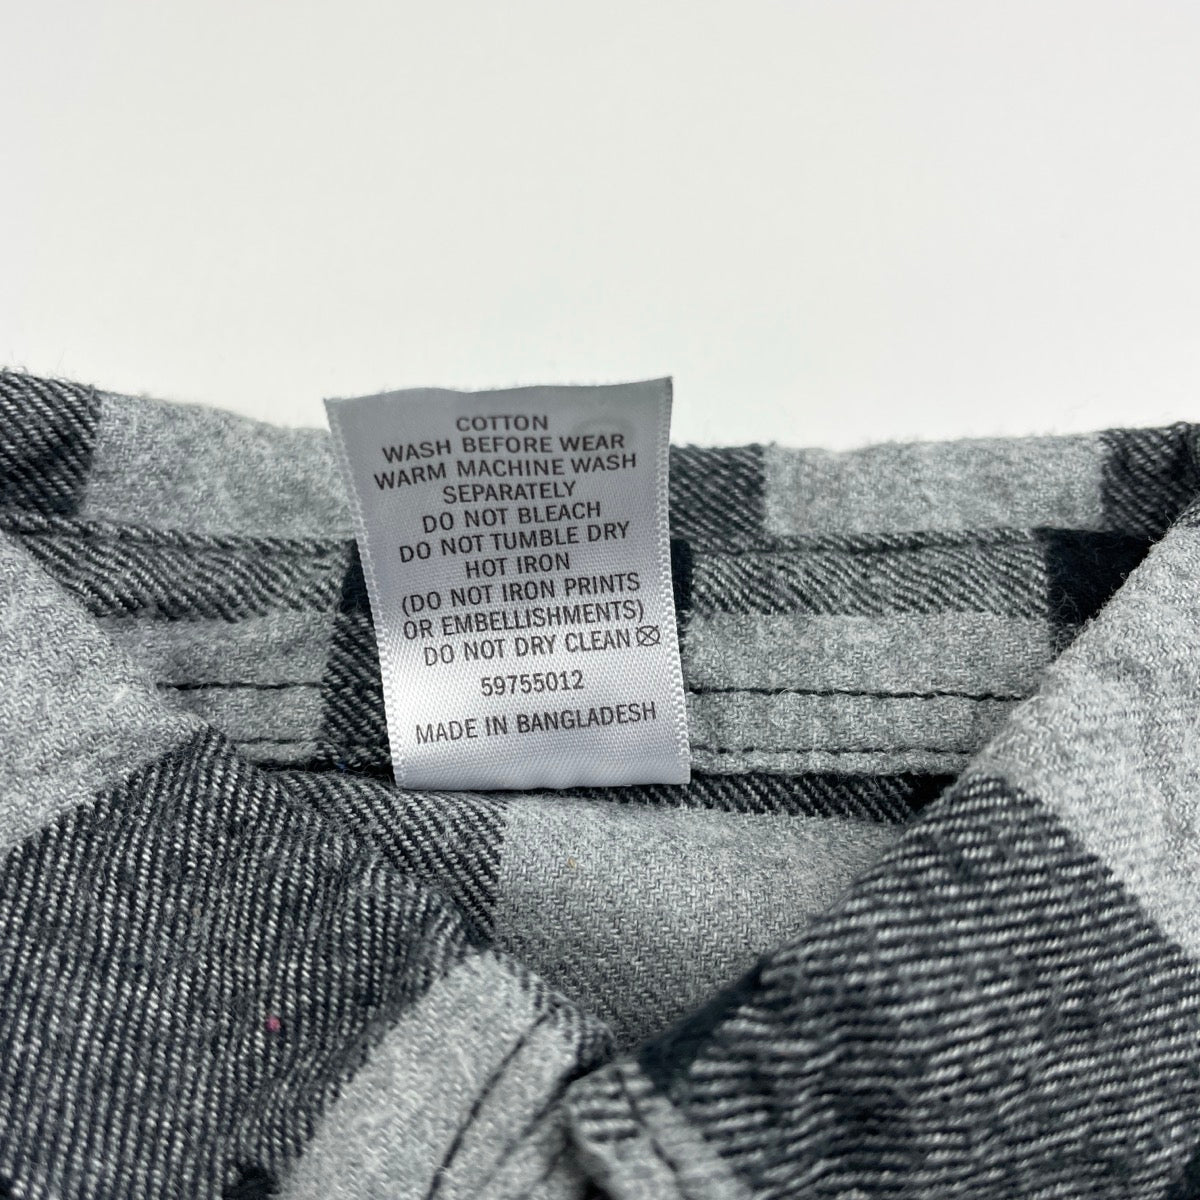 COTTON
WASH BEFORE WEAR
WARM MACHINE WASH
SEPARATELY
DO NOT BLEACH
DO NOT TUMBLE DRY
HOT IRON
(DO NOT IRON PRINTS
OR EMBELLISHMENTS)
DO NOT DRY CLEAN
59755012
MADE IN BANGLADESH